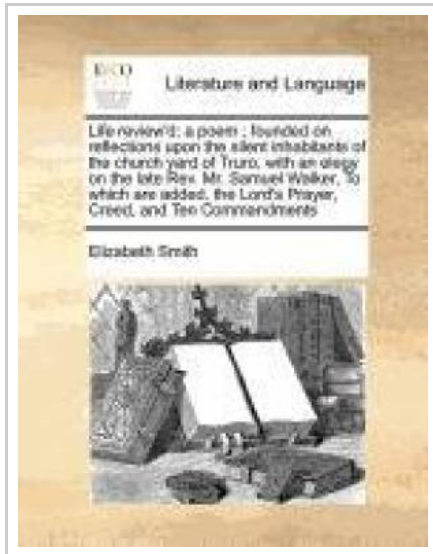 ECCO
Literature and Language
Life review'd: a poem ; founded on
reflections upon the silent inhabitants of
the church yard of Truro, with an elegy
on the late Rev. Mr. Samuel Walker, To
which are added, the Lord's Prayer,
Creed, and Ten Commandments
Elizabeth Smith